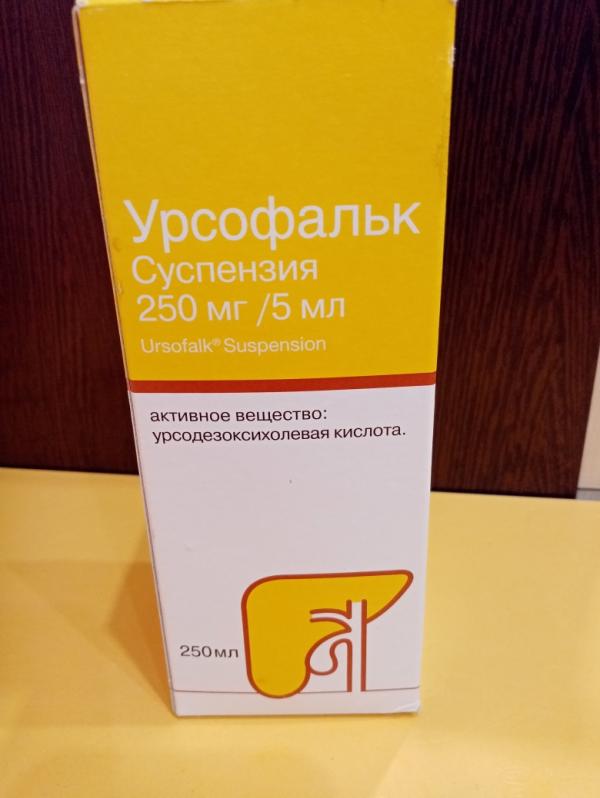 Урсофальк
Суспензия
250 мг /5 мл
Ursofalk® Suspension
активное вещество:
урсодезоксихолевая кислота.
250мл